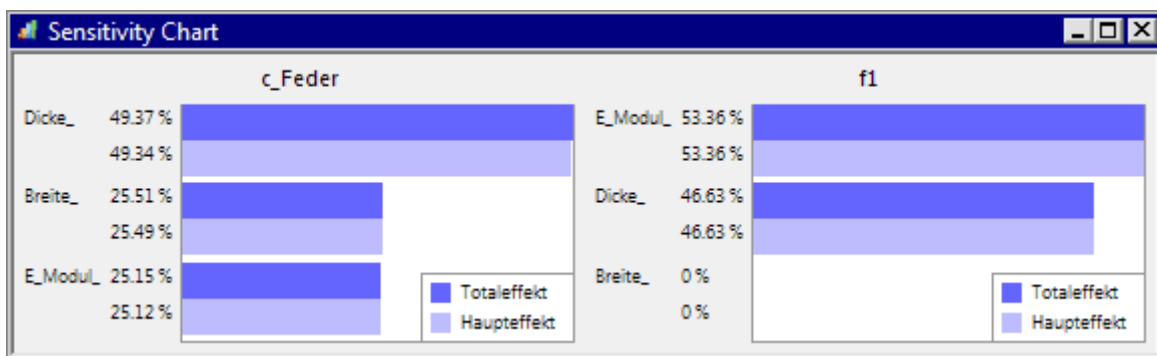 Sensitivity Chart
c_Feder
Dicke_ 49.37 %
49.34 %
Breite_ 25.51 %
25.49 %
E_Modul_ 25.15 %
25.12 %
Totaleffekt
Haupteffekt
f1
E_Modul_ 53.36 %
53.36 %
Dicke_ 46.63 %
46.63 %
Breite_ 0 %
0 %
Totaleffekt
Haupteffekt